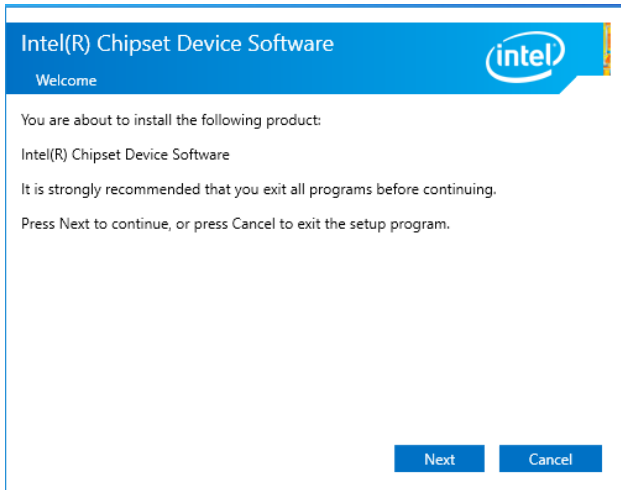 Intel(R) Chipset Device Software
intel
Welcome
You are about to install the following product:
Intel(R) Chipset Device Software
It is strongly recommended that you exit all programs before continuing.
Press Next to continue, or press Cancel to exit the setup program.
Next
Cancel